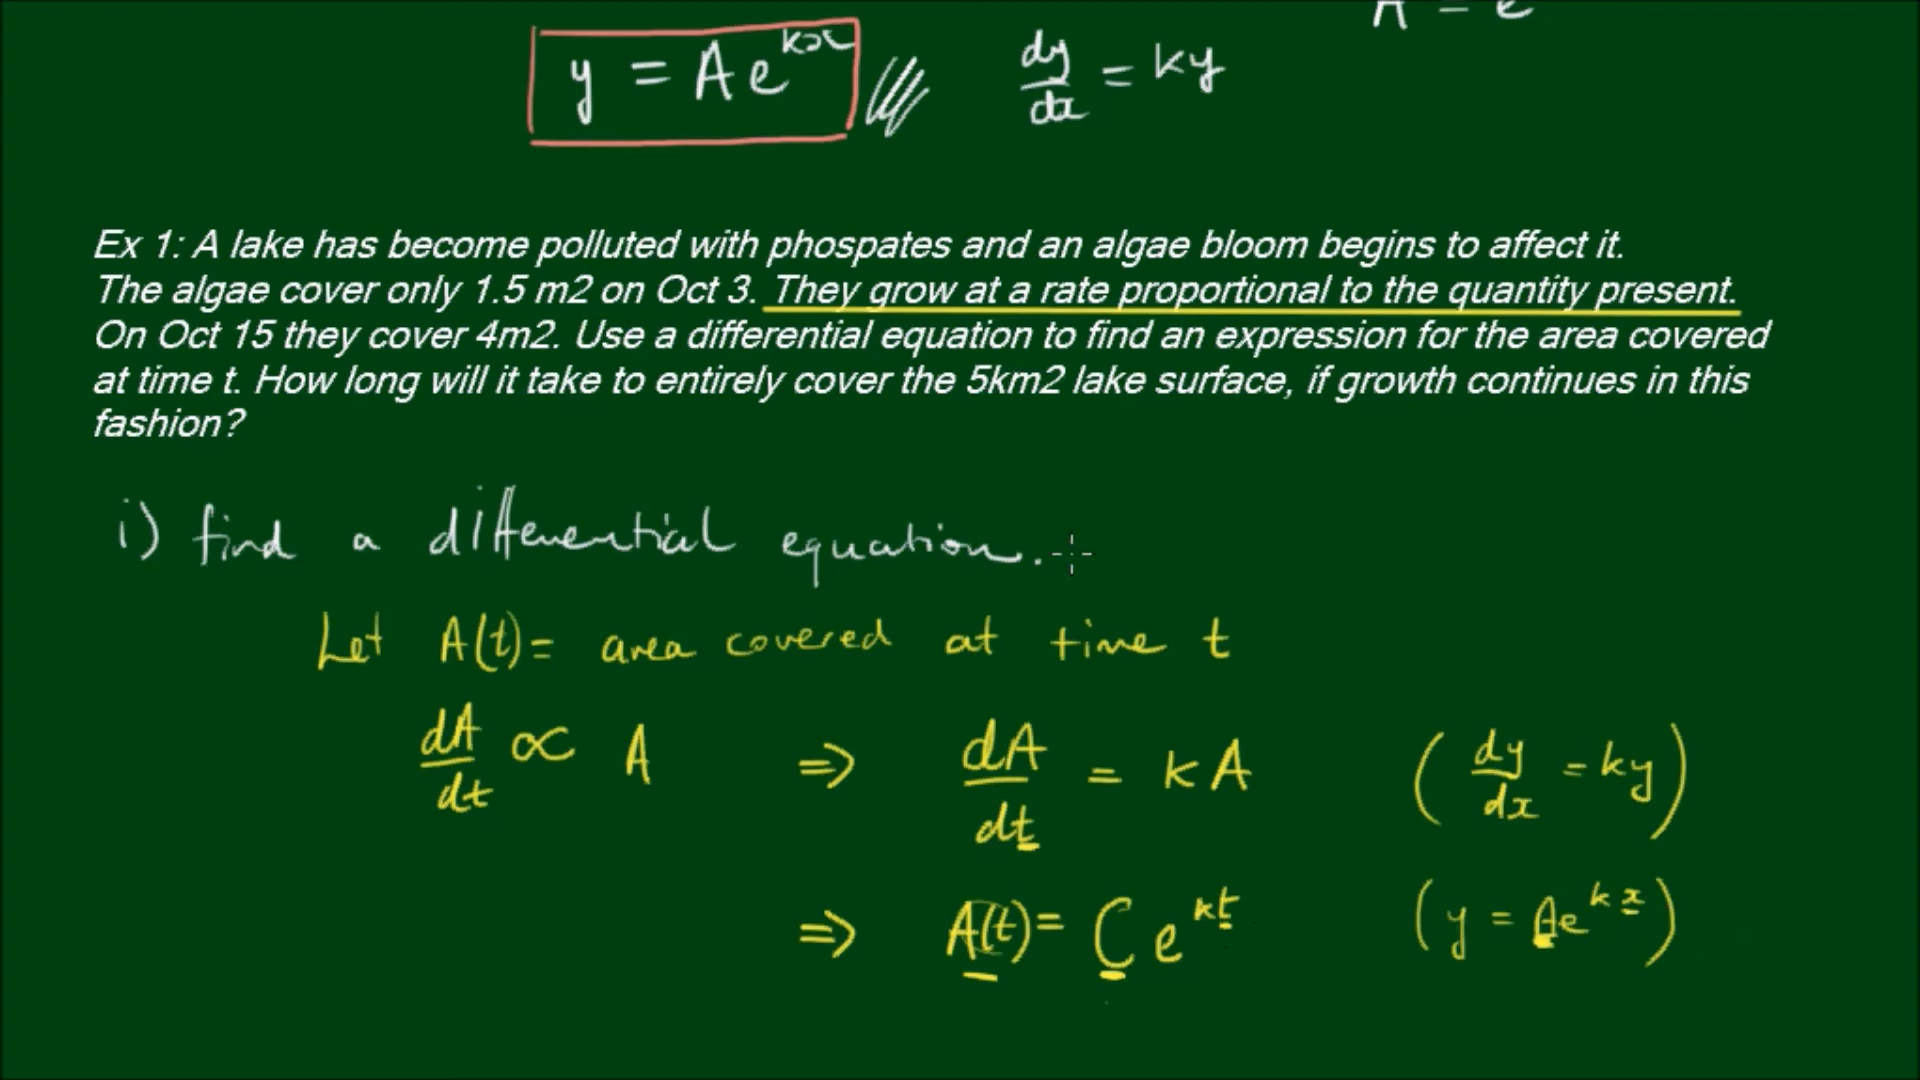 A = e
y = Ae^{kx} dy/dx = ky
Ex 1: A lake has become polluted with phospates and an algae bloom begins to affect it.
The algae cover only 1.5 m2 on Oct 3. They grow at a rate proportional to the quantity present.
On Oct 15 they cover 4m2. Use a differential equation to find an expression for the area covered
at time t. How long will it take to entirely cover the 5km2 lake surface, if growth continues in this
fashion?
i) find a differential equation.
Let A(t) = area covered at time t
dA/dt ∝ A ⇒ dA/dt = kA (dy/dx = ky)
⇒ A(t) = Ce^{kt} (y = Ae^{kx})